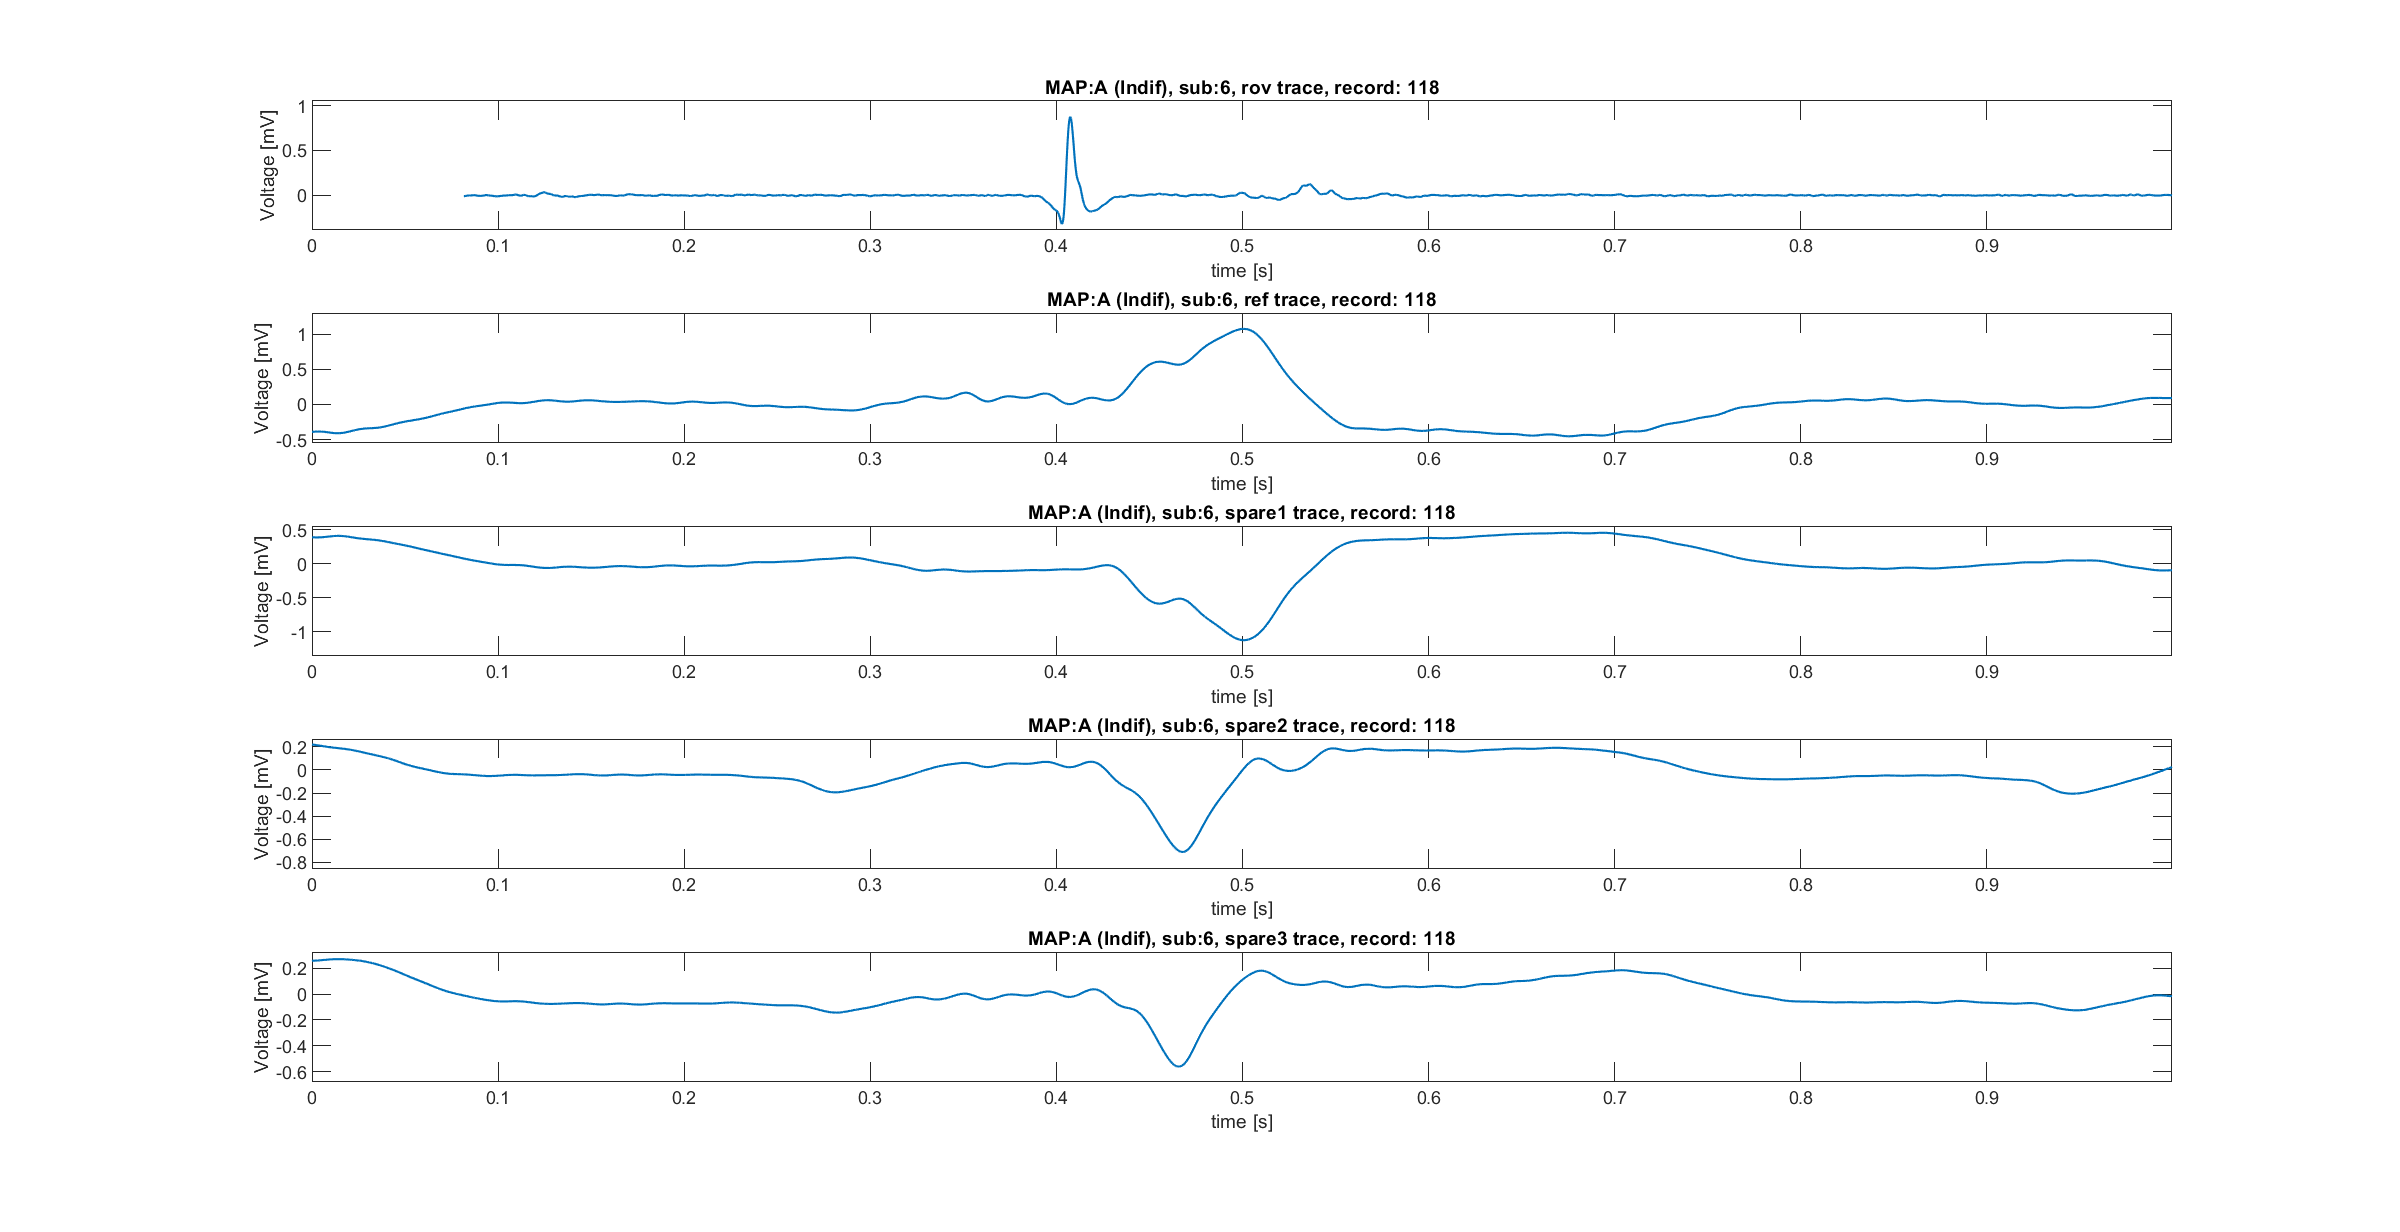 MAP:A (Indif), sub:6, rov trace, record: 118
Voltage [mV]
1
0.5
0
0 0.1 0.2 0.3 0.4 0.5 0.6 0.7 0.8 0.9
time [s]
MAP:A (Indif), sub:6, ref trace, record: 118
Voltage [mV]
1
0.5
0
-0.5
0 0.1 0.2 0.3 0.4 0.5 0.6 0.7 0.8 0.9
time [s]
MAP:A (Indif), sub:6, spare1 trace, record: 118
Voltage [mV]
0.5
0
-0.5
-1
0 0.1 0.2 0.3 0.4 0.5 0.6 0.7 0.8 0.9
time [s]
MAP:A (Indif), sub:6, spare2 trace, record: 118
Voltage [mV]
0.2
0
-0.2
-0.4
-0.6
-0.8
0 0.1 0.2 0.3 0.4 0.5 0.6 0.7 0.8 0.9
time [s]
MAP:A (Indif), sub:6, spare3 trace, record: 118
Voltage [mV]
0.2
0
-0.2
-0.4
-0.6
0 0.1 0.2 0.3 0.4 0.5 0.6 0.7 0.8 0.9
time [s]